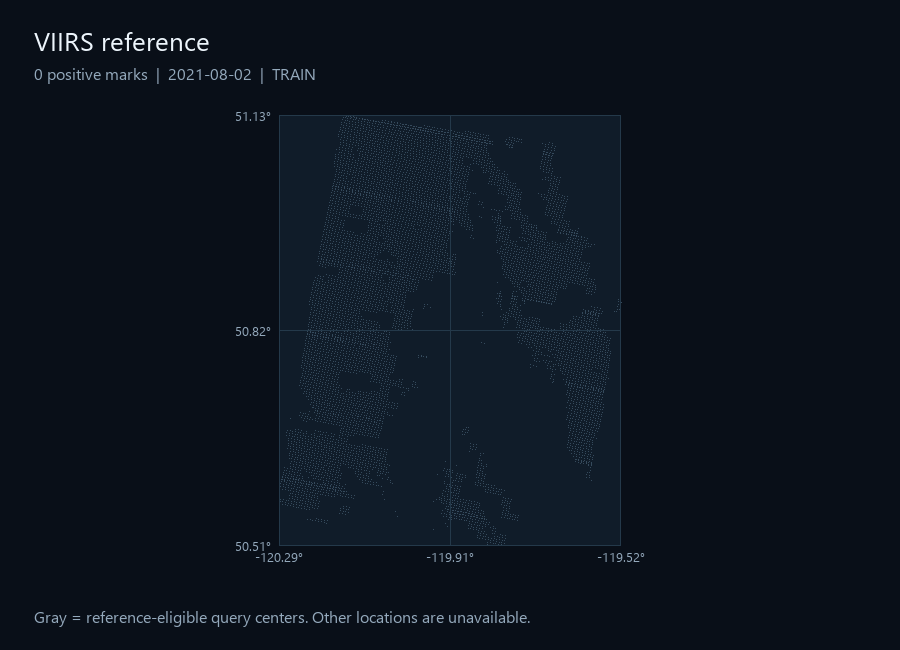 VIIRS reference
0 positive marks | 2021-08-02 | TRAIN
51.13°
50.82°
50.51°
-120.29°
-119.91°
-119.52°
Gray = reference-eligible query centers. Other locations are unavailable.